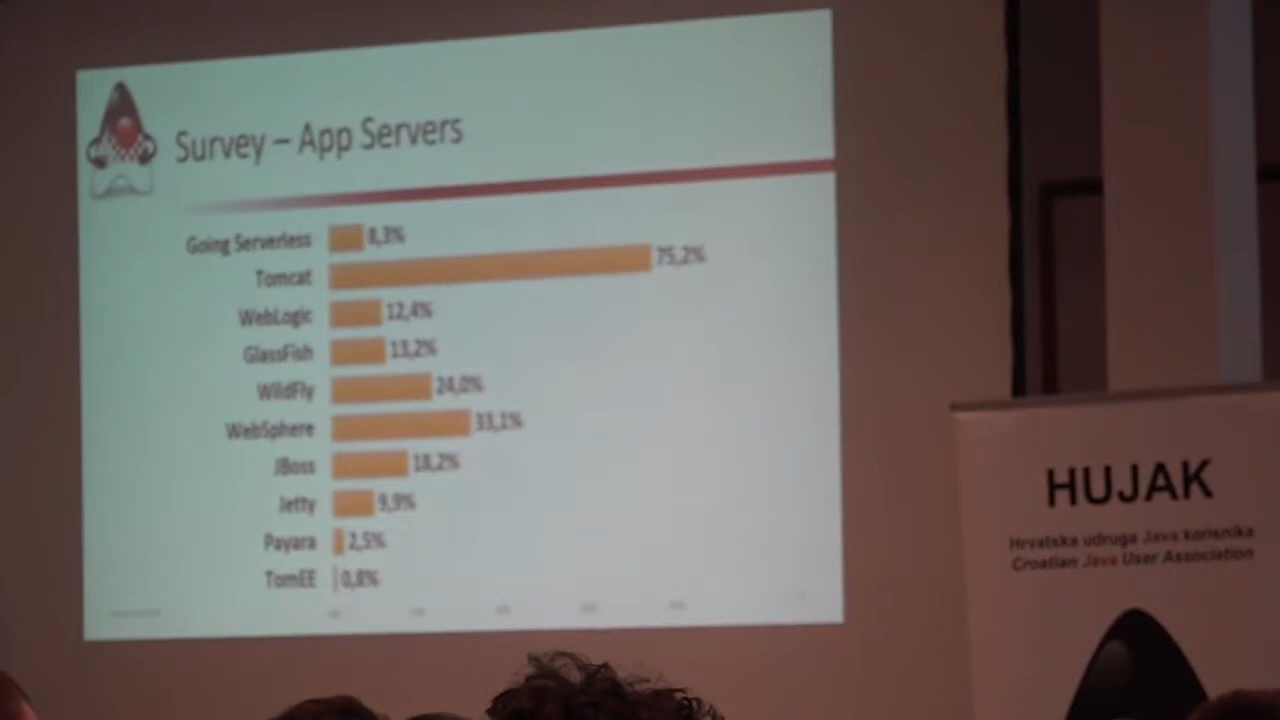 Survey – App Servers
Going Serverless 8,3%
Tomcat 75,2%
WebLogic 12,4%
GlassFish 13,2%
WildFly 24,0%
WebSphere 33,1%
JBoss 18,2%
Jetty 9,9%
Payara 2,5%
TomEE 0,8%
HUJAK
Hrvatska udruga Java korisnika
Croatian Java User Association